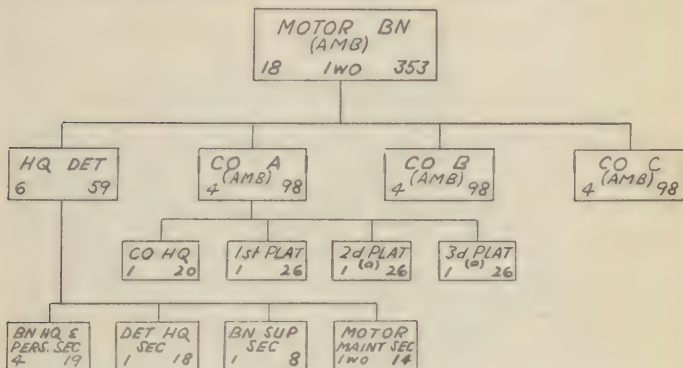 MOTOR BN
(AMB)
18 1WO 353
HQ DET
6 59
CO A
(AMB)
4 98
CO B
(AMB)
4 98
CO C
(AMB)
4 98
CO HQ
1 20
1st PLAT
1 26
2d PLAT
(a)
1 26
3d PLAT
(a)
1 26
BN HQ &
PERS. SEC
4 19
DET HQ
SEC
1 18
BN SUP
SEC
1 8
MOTOR
MAINT SEC
1WO 14